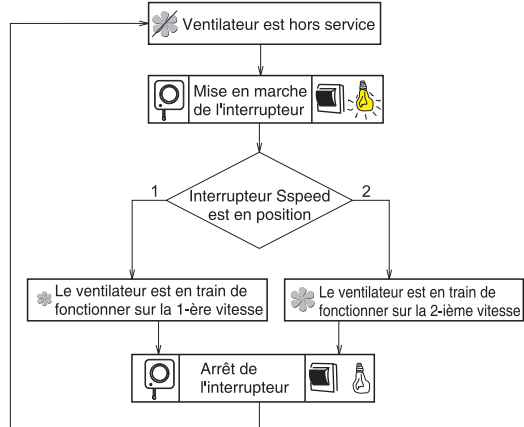 Ventilateur est hors service
Mise en marche
de l'interrupteur
1
2
Interrupteur Sspeed
est en position
Le ventilateur est en train de
fonctionner sur la 1-ère vitesse
Le ventilateur est en train de
fonctionner sur la 2-ième vitesse
Arrêt de
l'interrupteur